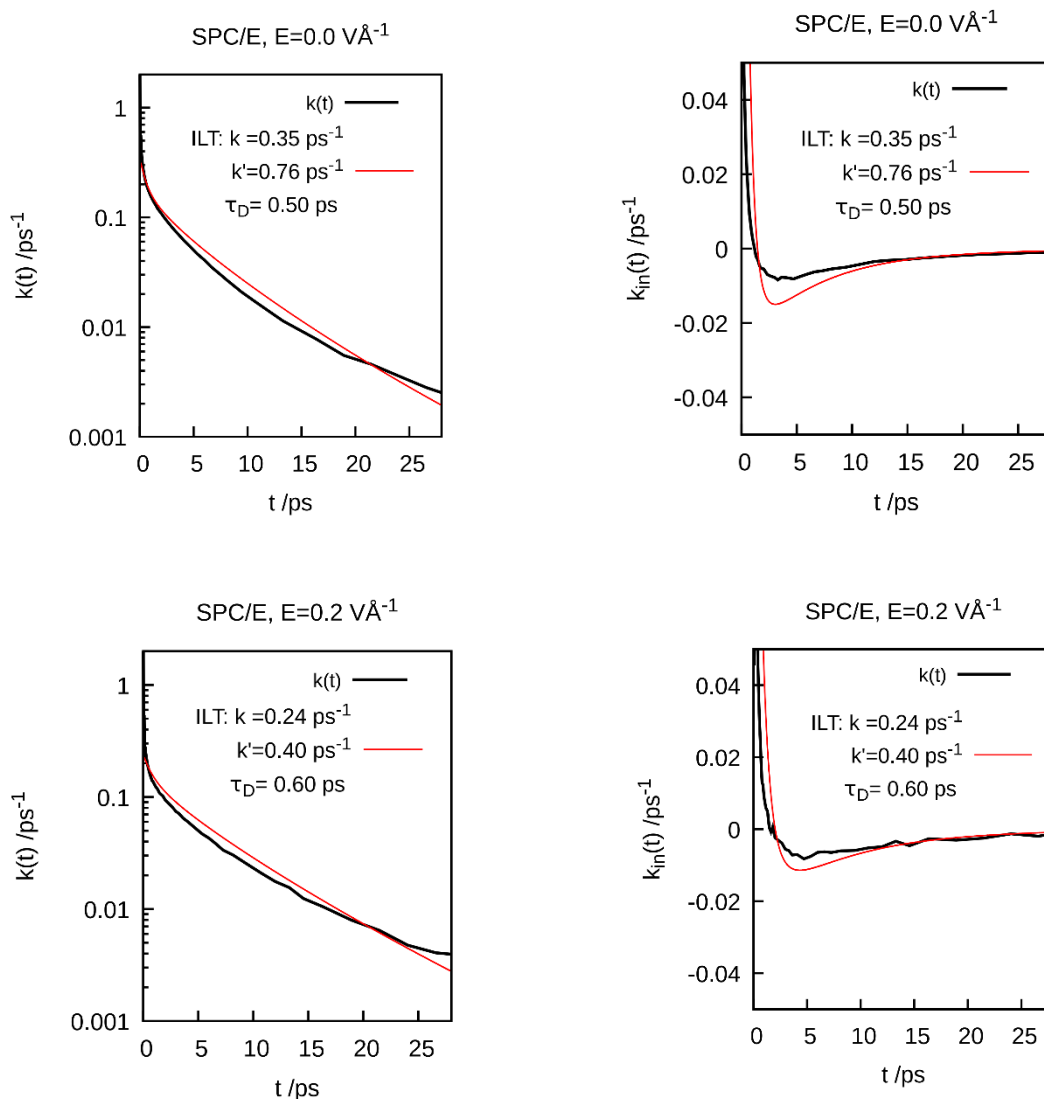 SPC/E, E=0.0 VÅ⁻¹
k(t) /ps⁻¹
1
0.1
0.01
0.001
k(t)
ILT: k =0.35 ps⁻¹
k'=0.76 ps⁻¹
τD= 0.50 ps
0 5 10 15 20 25
t /ps
SPC/E, E=0.0 VÅ⁻¹
kin(t) /ps⁻¹
0.04
0.02
0
-0.02
-0.04
k(t)
ILT: k =0.35 ps⁻¹
k'=0.76 ps⁻¹
τD= 0.50 ps
0 5 10 15 20 25
t /ps
SPC/E, E=0.2 VÅ⁻¹
k(t) /ps⁻¹
1
0.1
0.01
0.001
k(t)
ILT: k =0.24 ps⁻¹
k'=0.40 ps⁻¹
τD= 0.60 ps
0 5 10 15 20 25
t /ps
SPC/E, E=0.2 VÅ⁻¹
kin(t) /ps⁻¹
0.04
0.02
0
-0.02
-0.04
k(t)
ILT: k =0.24 ps⁻¹
k'=0.40 ps⁻¹
τD= 0.60 ps
0 5 10 15 20 25
t /ps